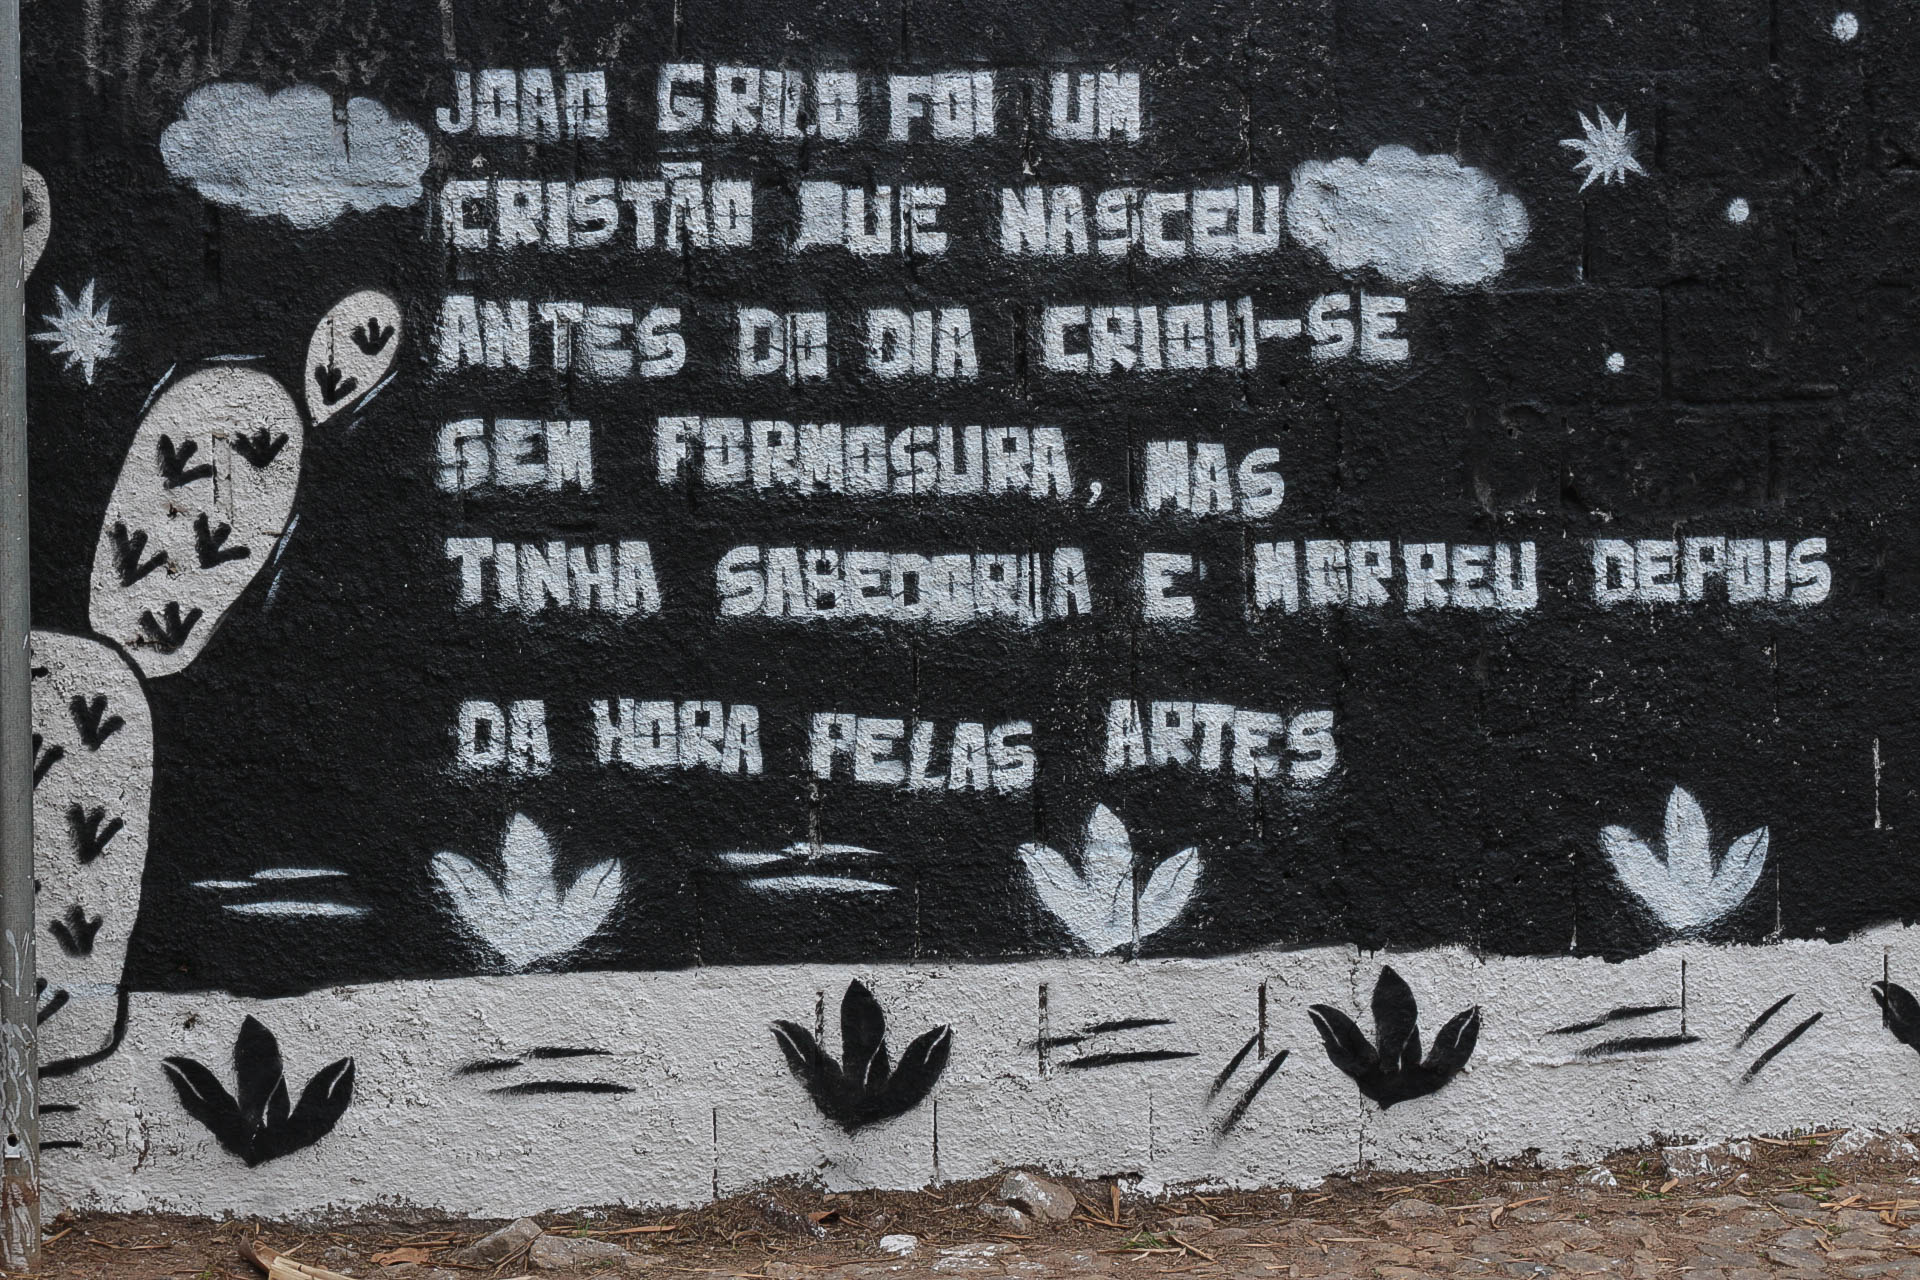 JOAO GRILO FOI UM
CRISTÃO QUE NASCEU
ANTES DO DIA CRIOU-SE
SEM FORMOSURA, MAS
TINHA SABEDORIA E MORREU DEPOIS
DA HORA PELAS ARTES